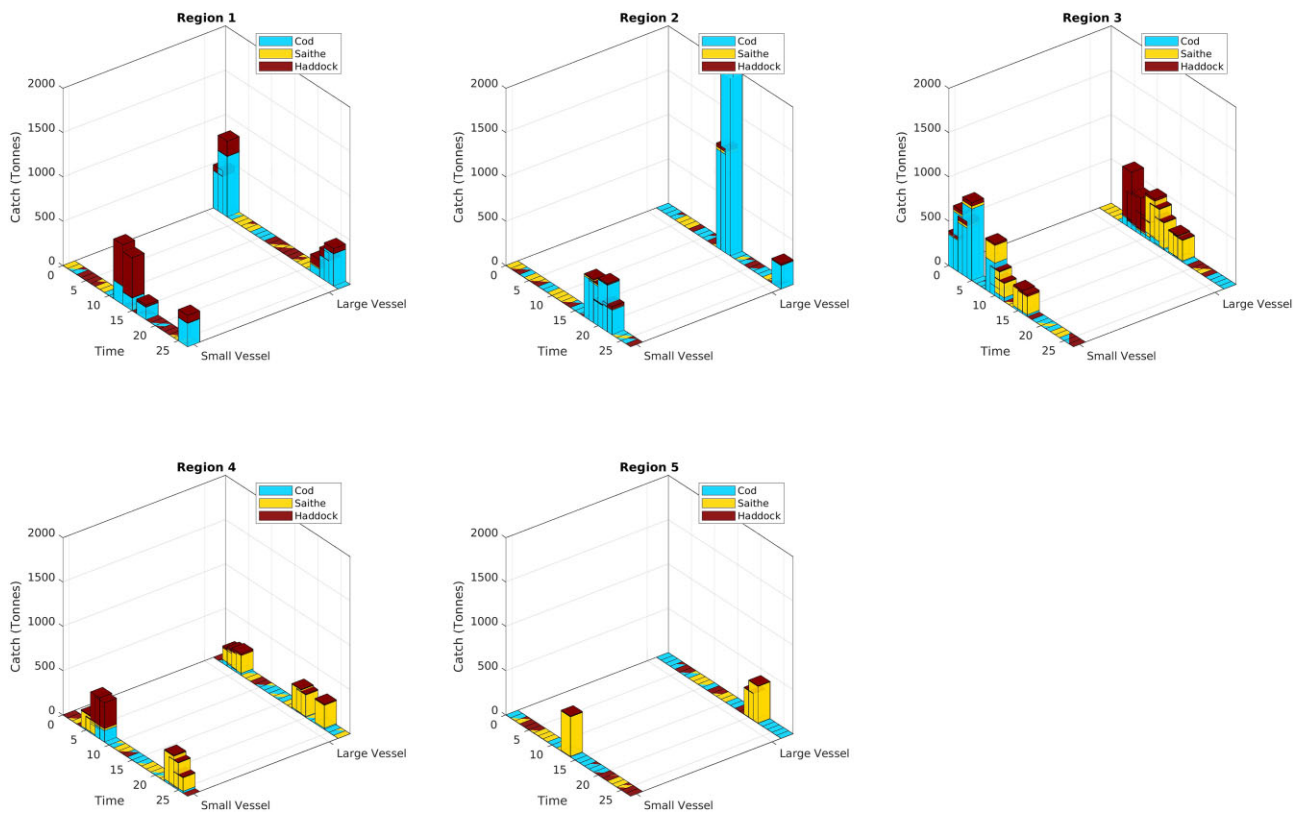 Region 1
Cod
Saithe
Haddock
2000
1500
1000
500
0
Catch (Tonnes)
0
5
10
15
20
25
Time
Small Vessel
Large Vessel
Region 2
Cod
Saithe
Haddock
2000
1500
1000
500
0
Catch (Tonnes)
0
5
10
15
20
25
Time
Small Vessel
Large Vessel
Region 3
Cod
Saithe
Haddock
2000
1500
1000
500
0
Catch (Tonnes)
0
5
10
15
20
25
Time
Small Vessel
Large Vessel
Region 4
Cod
Saithe
Haddock
2000
1500
1000
500
0
Catch (Tonnes)
0
5
10
15
20
25
Time
Small Vessel
Large Vessel
Region 5
Cod
Saithe
Haddock
2000
1500
1000
500
0
Catch (Tonnes)
0
5
10
15
20
25
Time
Small Vessel
Large Vessel